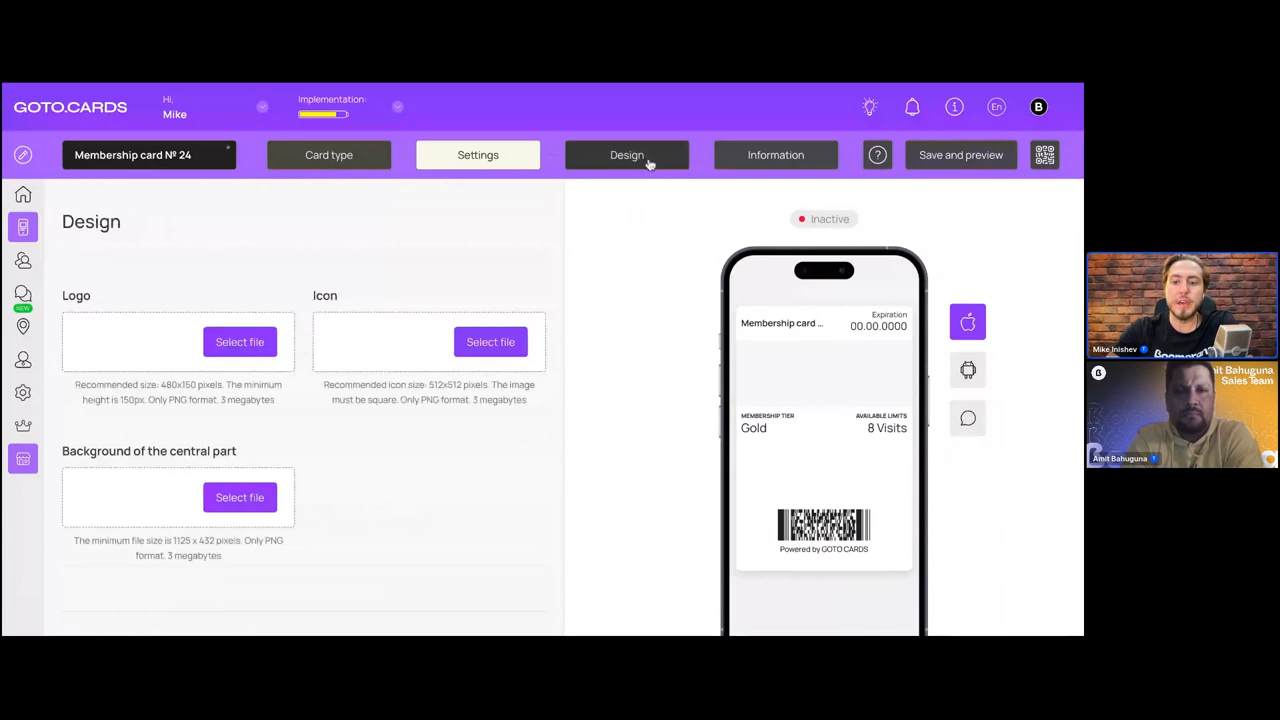 GOTO.CARDS
Hi,
Mike
Implementation:
En
B
Membership card № 24 *
Card type
Settings
Design
Information
?
Save and preview
NEW
Design
Logo
Icon
Select file
Select file
Recommended size: 480x150 pixels. The minimum
height is 150px. Only PNG format. 3 megabytes
Recommended icon size: 512x512 pixels. The image
must be square. Only PNG format. 3 megabytes
Background of the central part
Select file
The minimum file size is 1125 x 432 pixels. Only PNG
format. 3 megabytes
Inactive
Membership card ...
Expiration
00.00.0000
MEMBERSHIP TIER
AVAILABLE LIMITS
Gold
8 Visits
Powered by GOTO CARDS
Mike Inishev
mit Bahuguna
Sales Team
Amit Bahuguna